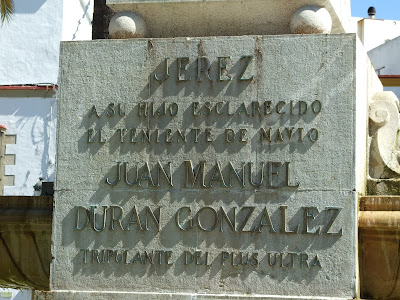 JEREZ
A SU HIJO ESCLARECIDO
EL TENIENTE DE NAVIO
JUAN MANUEL
DURAN GONZALEZ
TRIPULANTE DEL PLUS ULTRA